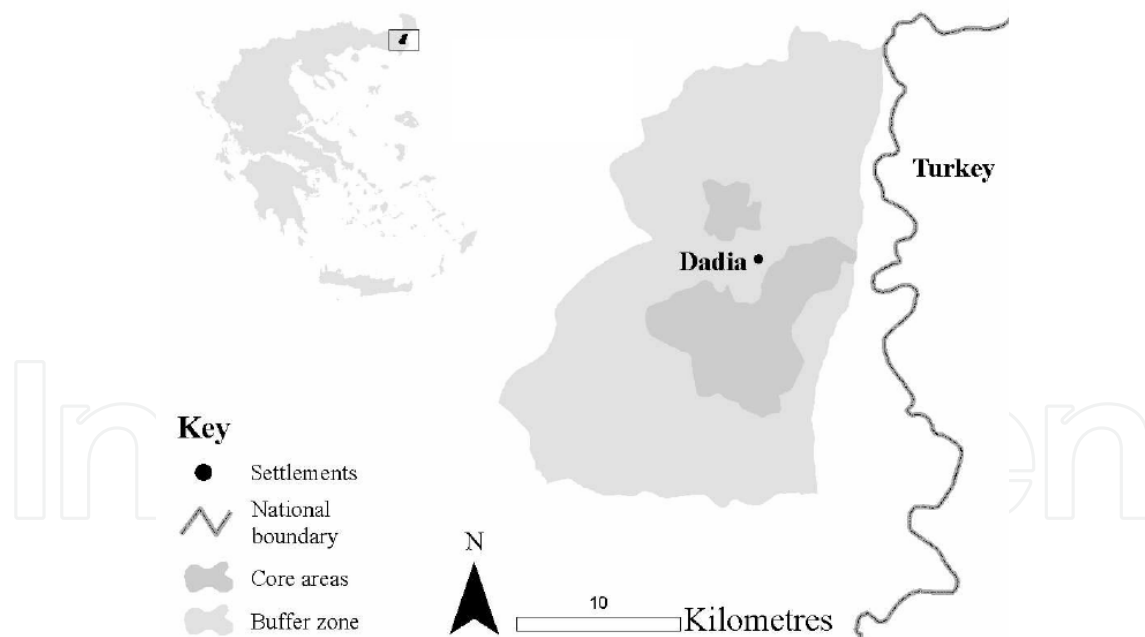 Turkey
Dadia
Key
Settlements
National
boundary
Core areas
Buffer zone
N
10
Kilometres